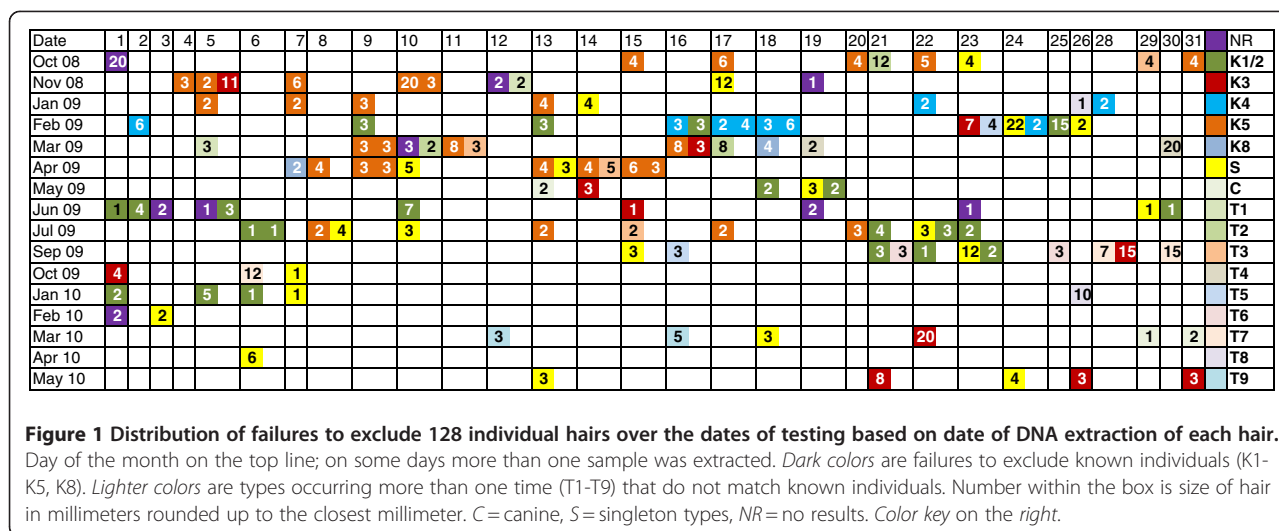 Date 1 2 3 4 5 6 7 8 9 10 11 12 13 14 15 16 17 18 19 20 21 22 23 24 25 26 28 29 30 31 NR
Oct 08 20 4 6 4 12 5 4 4 4 K1/2
Nov 08 3 2 11 6 20 3 2 2 12 1 K3
Jan 09 2 2 3 4 4 2 1 2 K4
Feb 09 6 3 3 3 3 2 4 3 6 7 4 22 2 15 2 K5
Mar 09 3 3 3 3 2 8 3 8 3 8 4 2 20 K8
Apr 09 2 4 3 3 5 4 3 4 5 6 3 S
May 09 2 3 2 3 2 C
Jun 09 1 4 2 1 3 7 1 2 1 1 1 T1
Jul 09 1 1 2 4 3 2 2 2 3 4 3 3 2 T2
Sep 09 3 3 3 3 1 12 2 3 7 15 15 T3
Oct 09 4 12 1 T4
Jan 10 2 5 1 1 10 T5
Feb 10 2 2 T6
Mar 10 3 5 3 20 1 2 T7
Apr 10 6 T8
May 10 3 8 4 3 3 T9
Figure 1 Distribution of failures to exclude 128 individual hairs over the dates of testing based on date of DNA extraction of each hair.
Day of the month on the top line; on some days more than one sample was extracted. Dark colors are failures to exclude known individuals (K1-
K5, K8). Lighter colors are types occurring more than one time (T1-T9) that do not match known individuals. Number within the box is size of hair
in millimeters rounded up to the closest millimeter. C = canine, S = singleton types, NR = no results. Color key on the right.